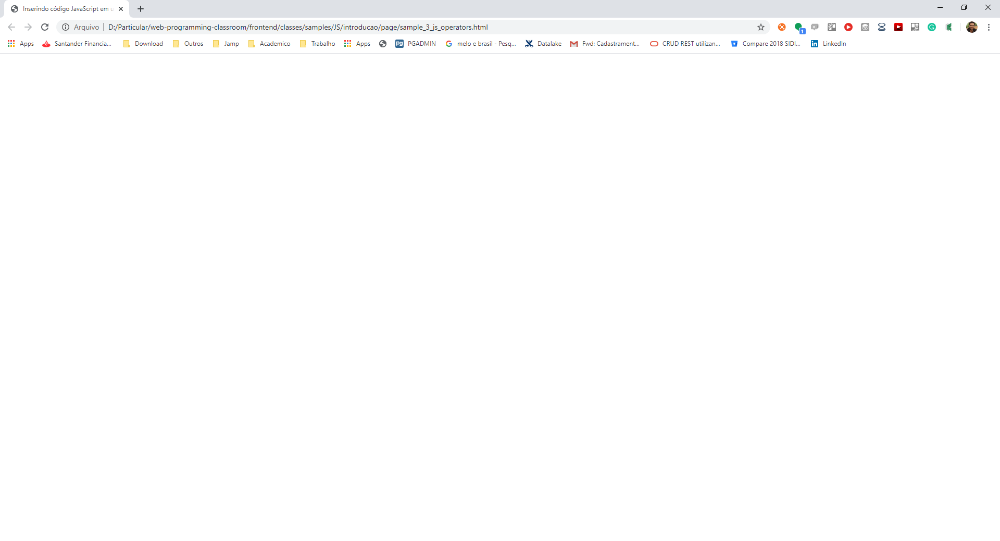 Inserindo código JavaScript em u
Arquivo D:/Particular/web-programming-classroom/frontend/classes/samples/JS/introducao/page/sample_3_js_operators.html 1
Apps Santander Financia... Download Outros Jamp Academico Trabalho Apps PGADMIN melo e brasil - Pesq... Datalake Fwd: Cadastrament... CRUD REST utilizan... Compare 2018 SIDI... LinkedIn